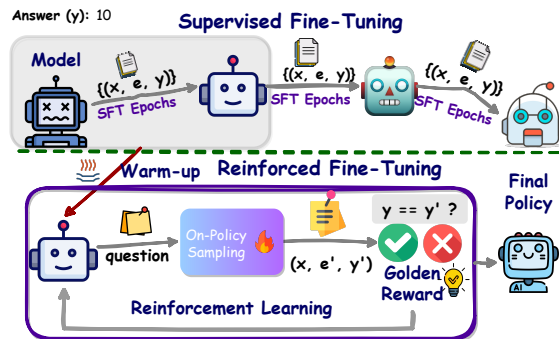 Answer (y): 10
Supervised Fine-Tuning
Model
{(x, e, y)}
SFT Epochs
{(x, e, y)}
SFT Epochs
{(x, e, y)}
SFT Epochs
Warm-up
Reinforced Fine-Tuning
Final
Policy
question
On-Policy
Sampling
(x, e', y')
y == y' ?
Golden
Reward
AI
Reinforcement Learning